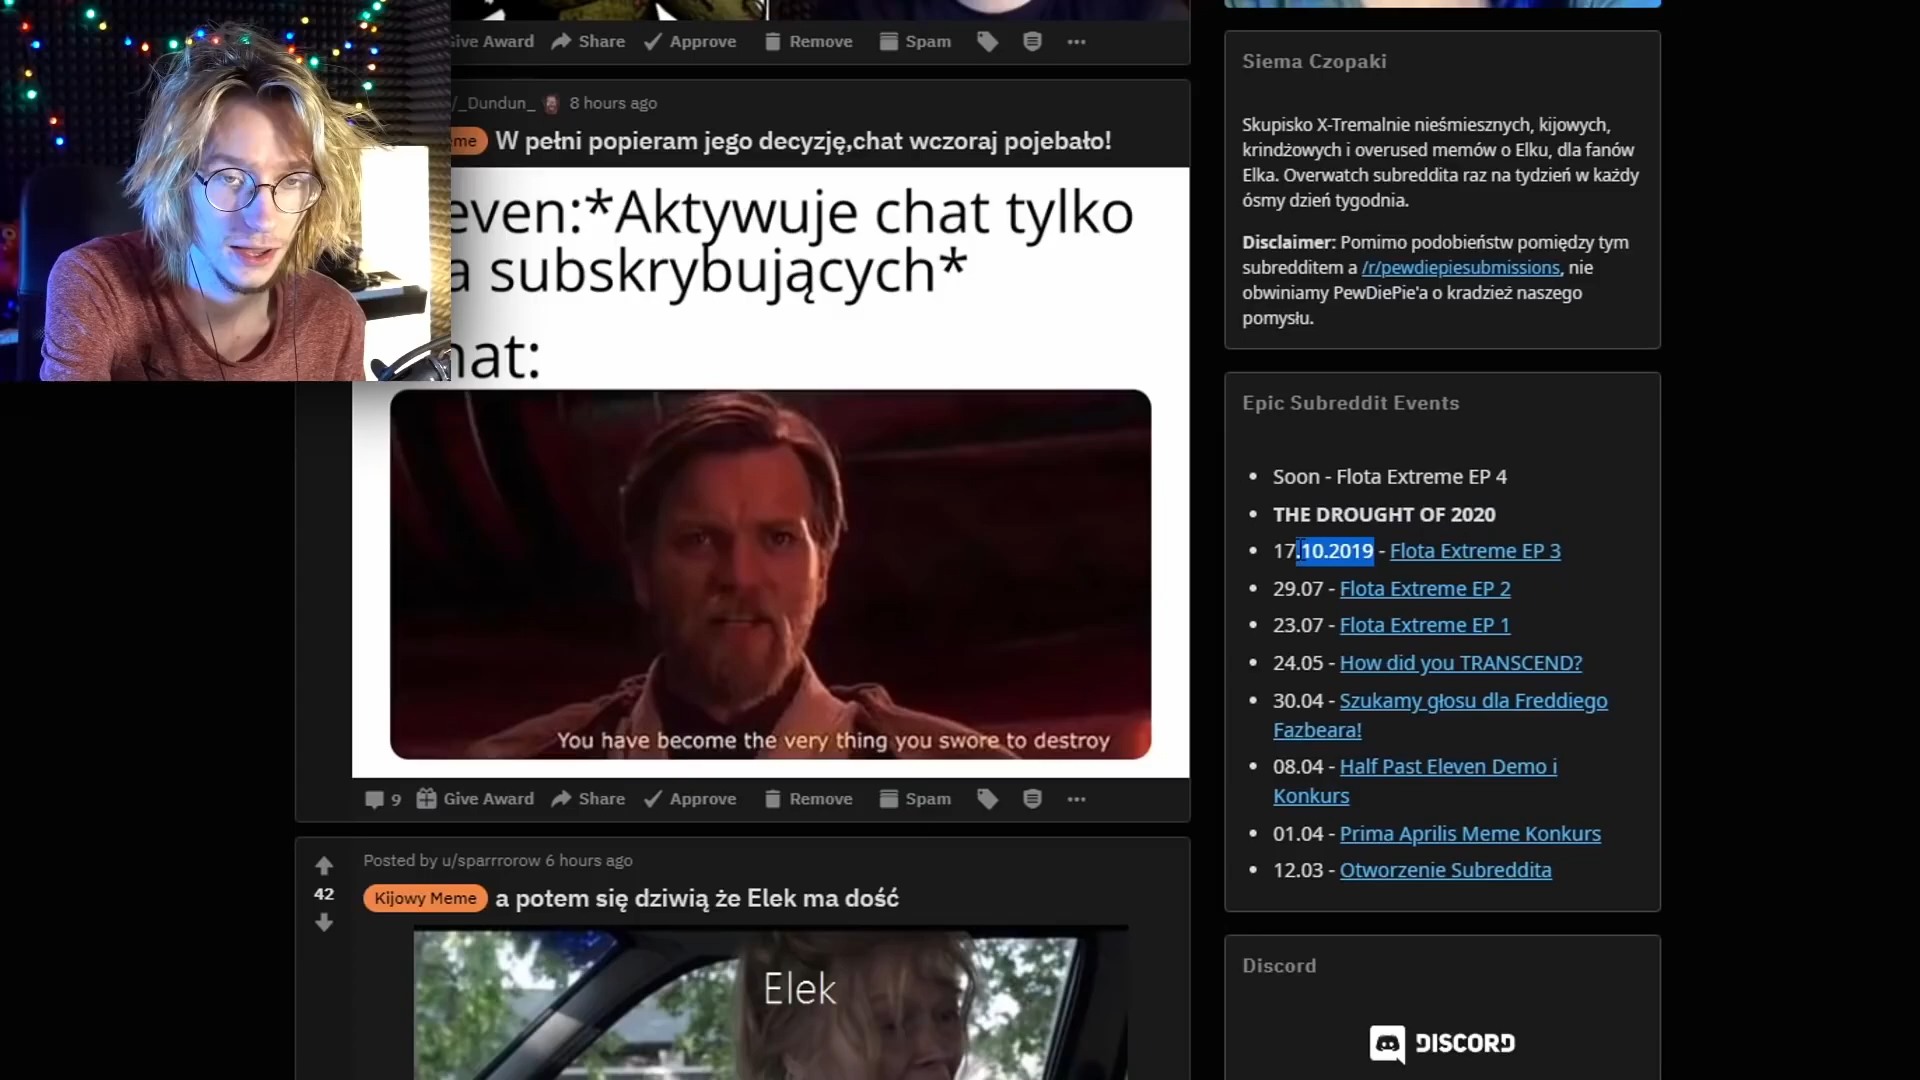 Give Award
Share
Approve
Remove
Spam
/_Dundun_
8 hours ago
W pełni popieram jego decyzję,chat wczoraj pojebało!
even:*Aktywuje chat tylko
a subskrybujących*
hat:
You have become the very thing you swore to destroy
9
Give Award
Share
Approve
Remove
Spam
42
Posted by u/sparrrorow 6 hours ago
Kijowy Meme
a potem się dziwią że Elek ma dość
Elek
Siema Czopaki
Skupisko X-Tremalnie nieśmiesznych, kijowych,
krindżowych i overused memów o Elku, dla fanów
Elka. Overwatch subreddita raz na tydzień w każdy
ósmy dzień tygodnia.
Disclaimer: Pomimo podobieństw pomiędzy tym
subredditem a /r/pewdiepiesubmissions, nie
obwiniamy PewDiePie'a o kradzież naszego
pomysłu.
Epic Subreddit Events
Soon - Flota Extreme EP 4
THE DROUGHT OF 2020
17.10.2019 - Flota Extreme EP 3
29.07 - Flota Extreme EP 2
23.07 - Flota Extreme EP 1
24.05 - How did you TRANSCEND?
30.04 - Szukamy głosu dla Freddiego
Fazbeara!
08.04 - Half Past Eleven Demo i
Konkurs
01.04 - Prima Aprilis Meme Konkurs
12.03 - Otworzenie Subreddita
Discord
DISCORD